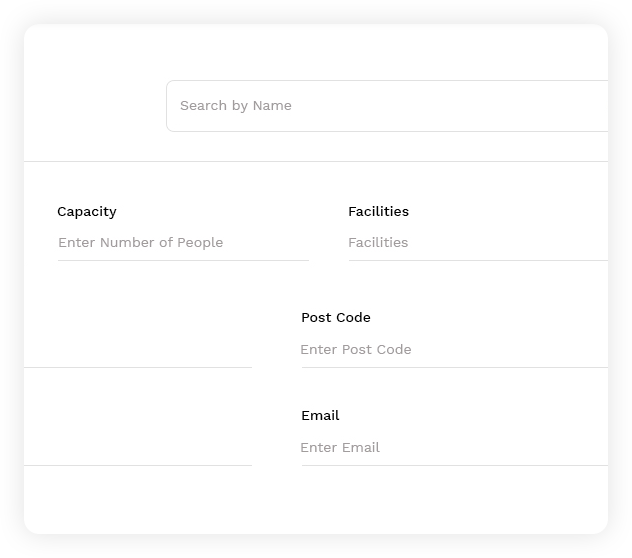 Search by Name
Capacity
Facilities
Enter Number of People
Facilities
Post Code
Enter Post Code
Email
Enter Email